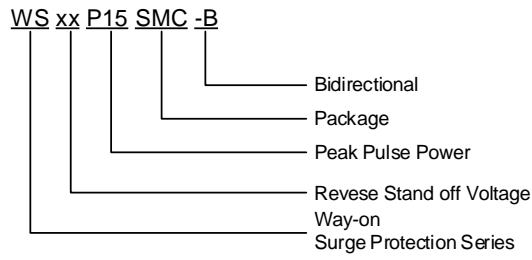 WS xx P15 SMC -B
Bidirectional
Package
Peak Pulse Power
Revese Stand off Voltage
Way-on
Surge Protection Series